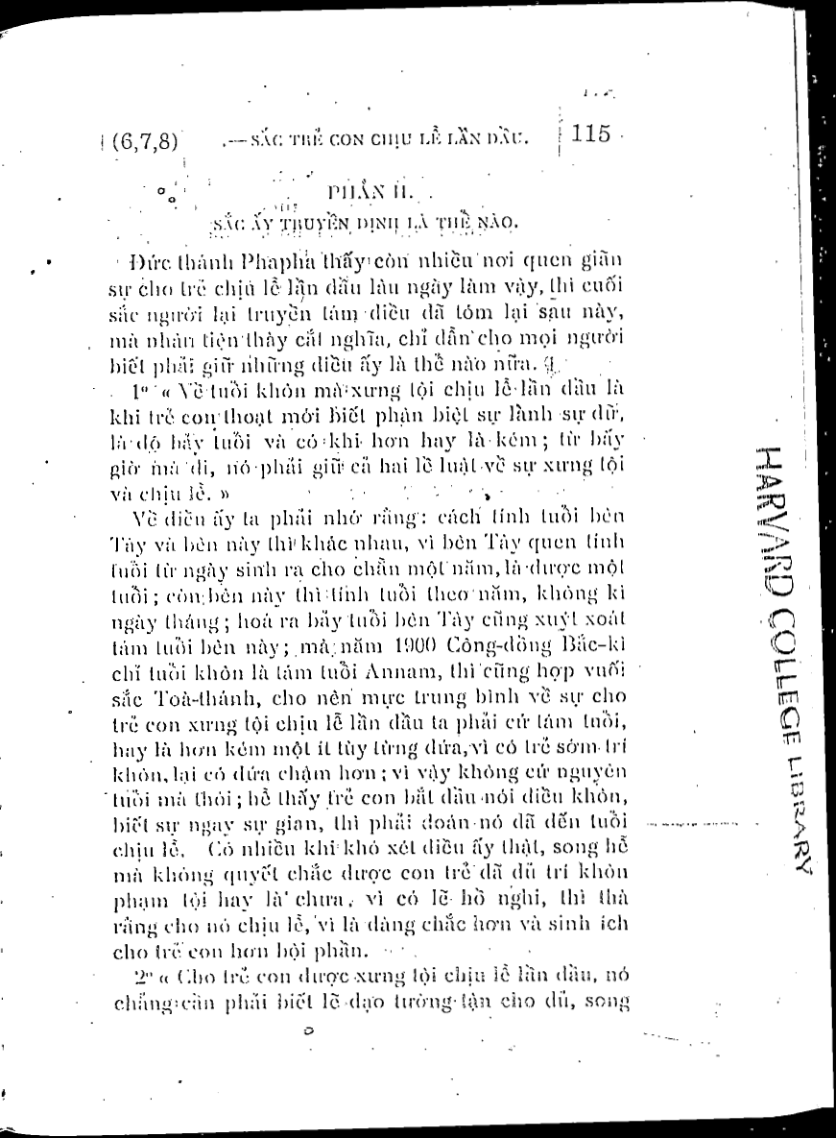 (6,7,8) .— SẮC TRẺ CON CHỊU LỄ LẦN ĐẦU. 115
PHẦN II.
SẮC ẤY TRUYỀN ĐỊNH LÀ THỂ NÀO.
Đức thánh Phapha thấy còn nhiều nơi quen giãn
sự cho trẻ chịu lễ lần đầu lâu ngày làm vậy, thì cuối
sắc người lại truyền tám điều đã tóm lại sau này,
mà nhân tiện thày cắt nghĩa, chỉ dẫn cho mọi người
biết phải giữ những điều ấy là thể nào nữa.
1º « Về tuổi khôn mà xưng tội chịu lễ lần đầu là
khi trẻ con thoạt mới biết phân biệt sự lành sự dữ,
là độ bảy tuổi và có khi hơn hay là kém ; từ bấy
giờ mà đi, nó phải giữ cả hai lề luật về sự xưng tội
và chịu lễ. »
Về điều ấy ta phải nhớ rằng : cách tính tuổi bên
Tây và bên này thì khác nhau, vì bên Tây quen tính
tuổi từ ngày sinh ra cho chẵn một năm, là được một
tuổi ; còn bên này thì tính tuổi theo năm, không kì
ngày tháng ; hoá ra bảy tuổi bên Tây cũng xuýt xoát
tám tuổi bên này ; mà năm 1900 Công-đồng Bắc-kì
chỉ tuổi khôn là tám tuổi Annam, thì cũng hợp vuối
sắc Toà-thánh, cho nên mực trung bình về sự cho
trẻ con xưng tội chịu lễ lần đầu ta phải cứ tám tuổi,
hay là hơn kém một ít tùy từng đứa, vì có trẻ sớm trí
khôn, lại có đứa chậm hơn ; vì vậy không cứ nguyên
tuổi mà thôi ; hễ thấy trẻ con bắt đầu nói điều khôn,
biết sự ngay sự gian, thì phải đoán nó đã đến tuổi
chịu lễ. Có nhiều khi khó xét điều ấy thật, song hễ
mà không quyết chắc được con trẻ đã đủ trí khôn
phạm tội hay là chưa, vì có lẽ hồ nghi, thì thà
rằng cho nó chịu lễ, vì là đàng chắc hơn và sinh ích
cho trẻ con hơn bội phần.
2º « Cho trẻ con được xưng tội chịu lễ lần đầu, nó
chẳng cần phải biết lẽ đạo tường tận cho đủ, song
HARVARD COLLEGE LIBRARY